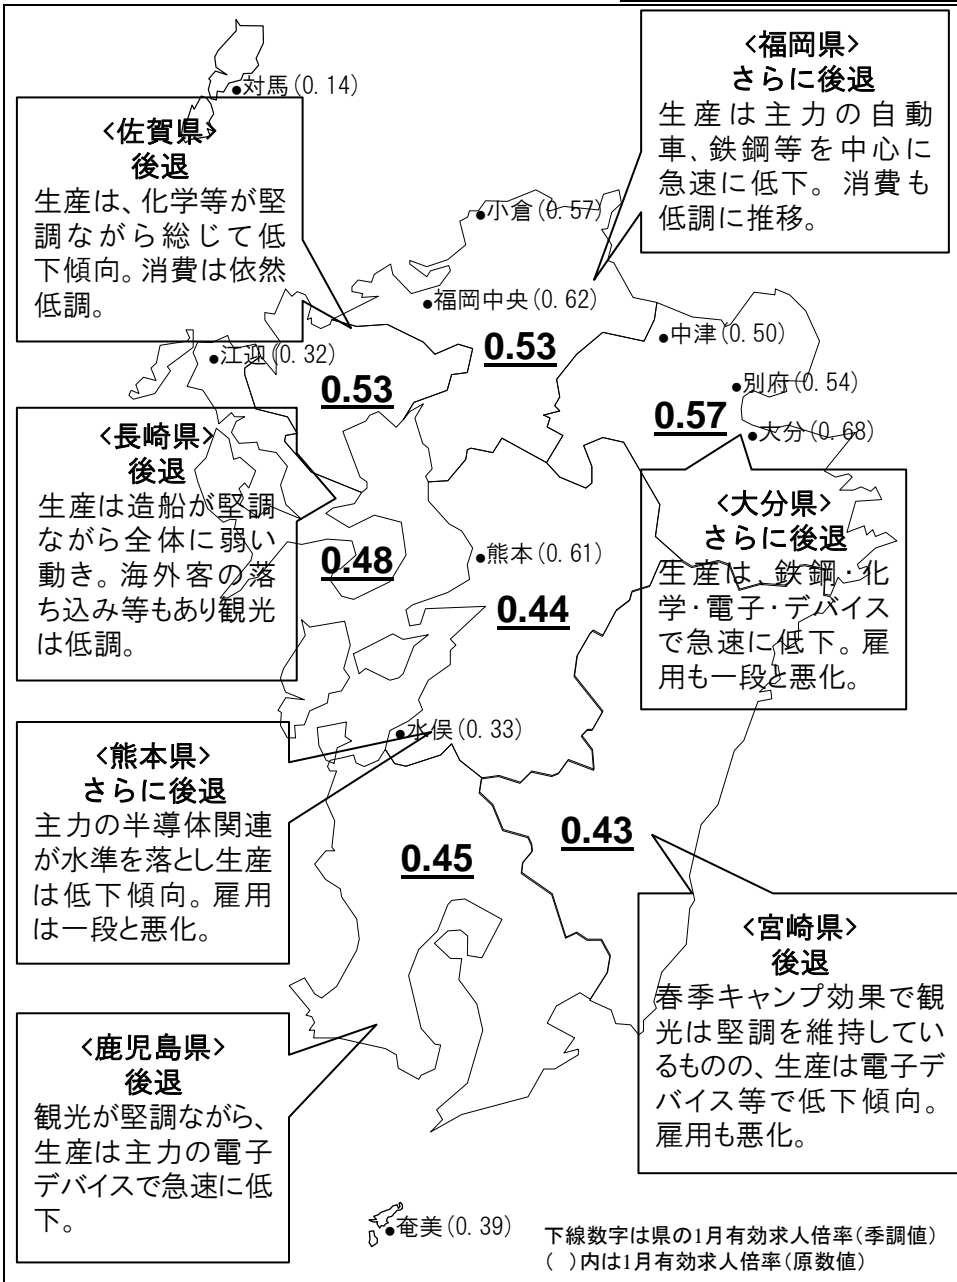 対馬(0.14)
<福岡県>
さらに後退
生産は主力の自動
車、鉄鋼等を中心に
急速に低下。消費も
低調に推移。
<佐賀県>
後退
生産は、化学等が堅
調ながら総じて低
下傾向。消費は依然
低調。
小倉(0.57)
福岡中央(0.62)
中津(0.50)
江迎(0.32)
0.53
0.53
別府(0.54)
0.57
大分(0.68)
<長崎県>
後退
生産は造船が堅調
ながら全体に弱い
動き。海外客の落
ち込み等もあり観光
は低調。
0.48
熊本(0.61)
0.44
<大分県>
さらに後退
生産は、鉄鋼・化
学・電子・デバイス
で急速に低下。雇
用も一段と悪化。
水俣(0.33)
<熊本県>
さらに後退
主力の半導体関連
が水準を落とし生産
は低下傾向。雇用
は一段と悪化。
0.45
0.43
<宮崎県>
後退
春季キャンプ効果で観
光は堅調を維持してい
るものの、生産は電子デ
バイス等で低下傾向。
雇用も悪化。
<鹿児島県>
後退
観光が堅調ながら、
生産は主力の電子
デバイスで急速に低
下。
奄美(0.39)
下線数字は県の1月有効求人倍率(季調値)
( )内は1月有効求人倍率(原数値)